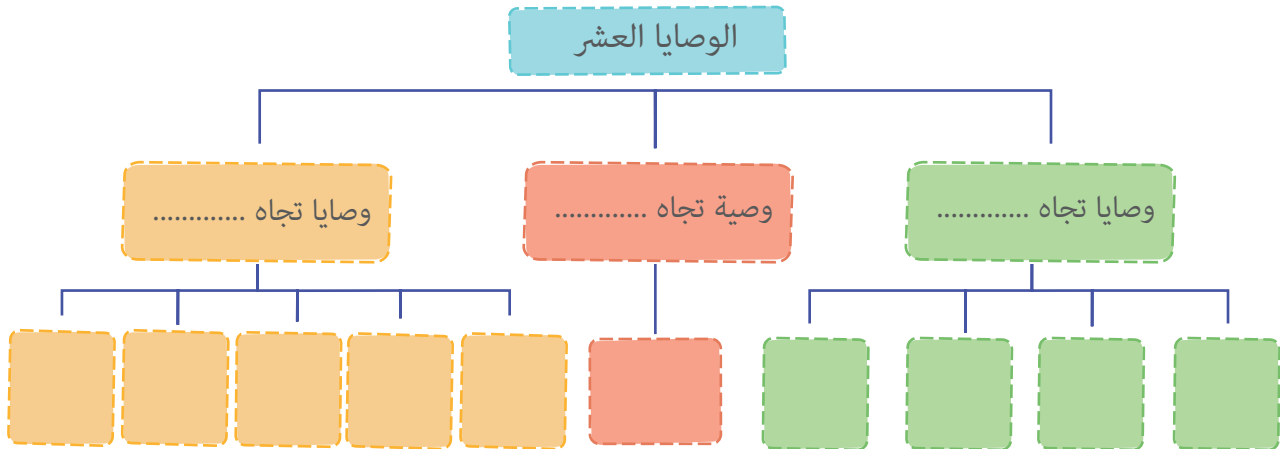 الوصايا العشر
وصايا تجاه .............
وصية تجاه .............
وصايا تجاه .............